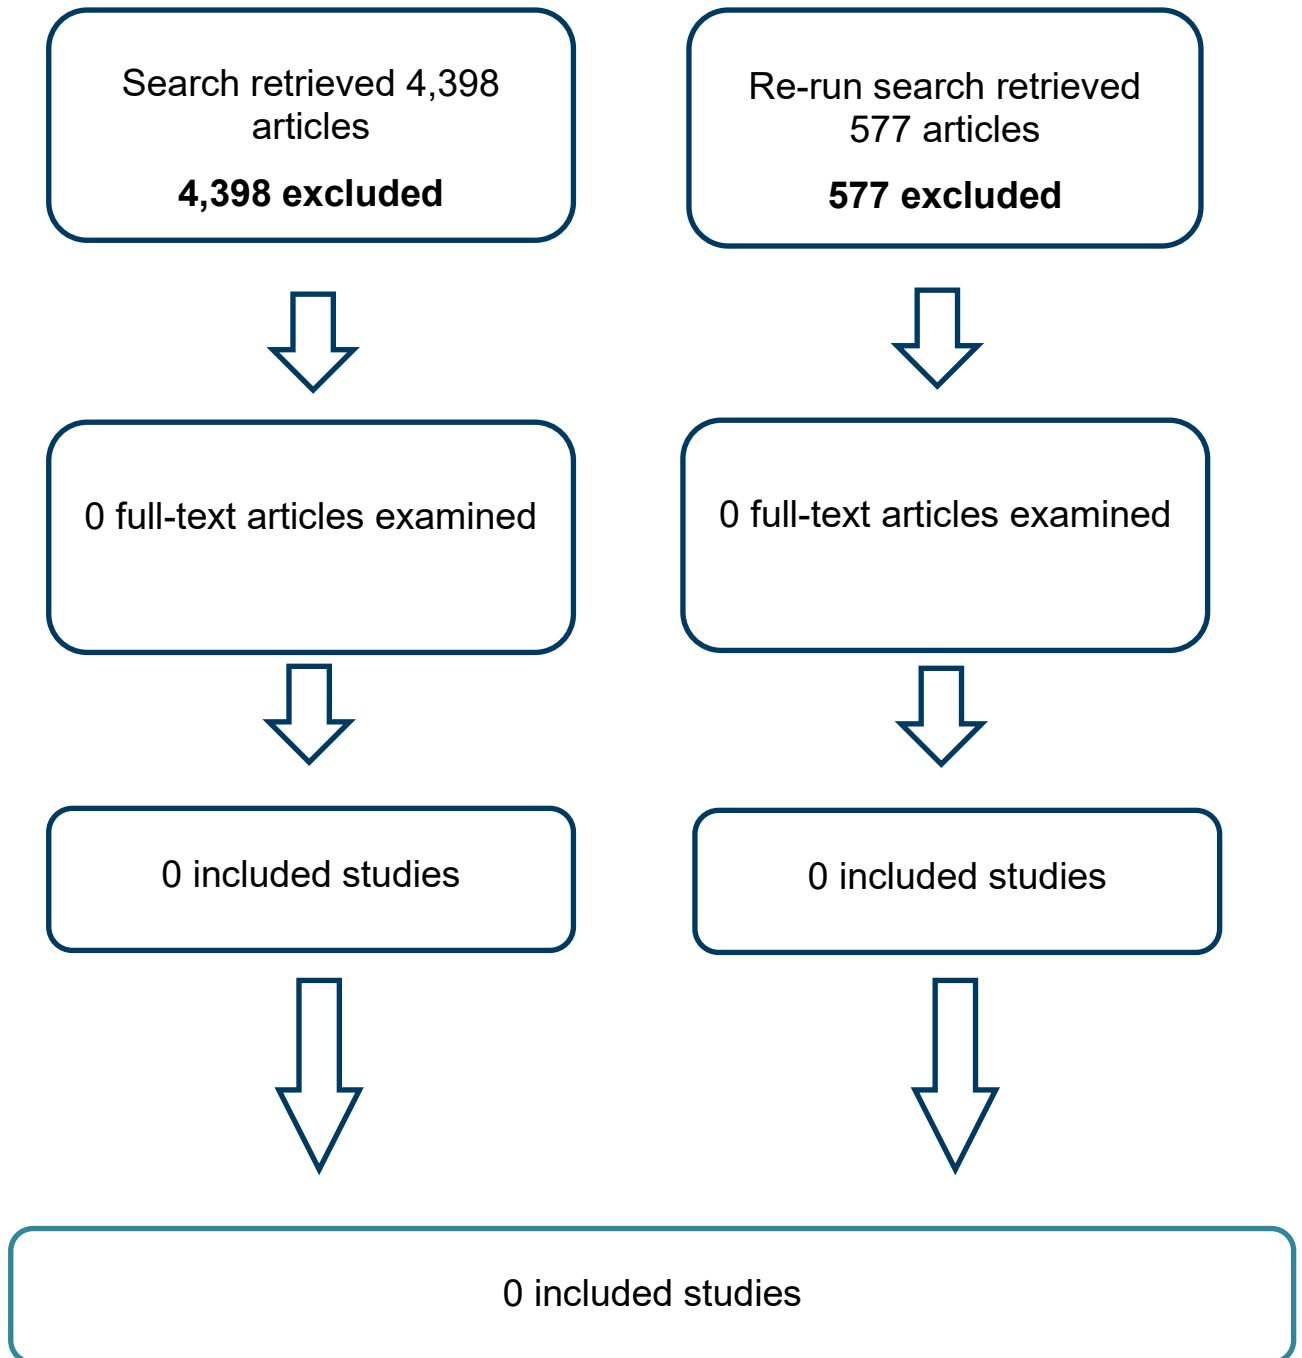 Search retrieved 4,398
articles
4,398 excluded
Re-run search retrieved
577 articles
577 excluded
0 full-text articles examined
0 full-text articles examined
0 included studies
0 included studies
0 included studies